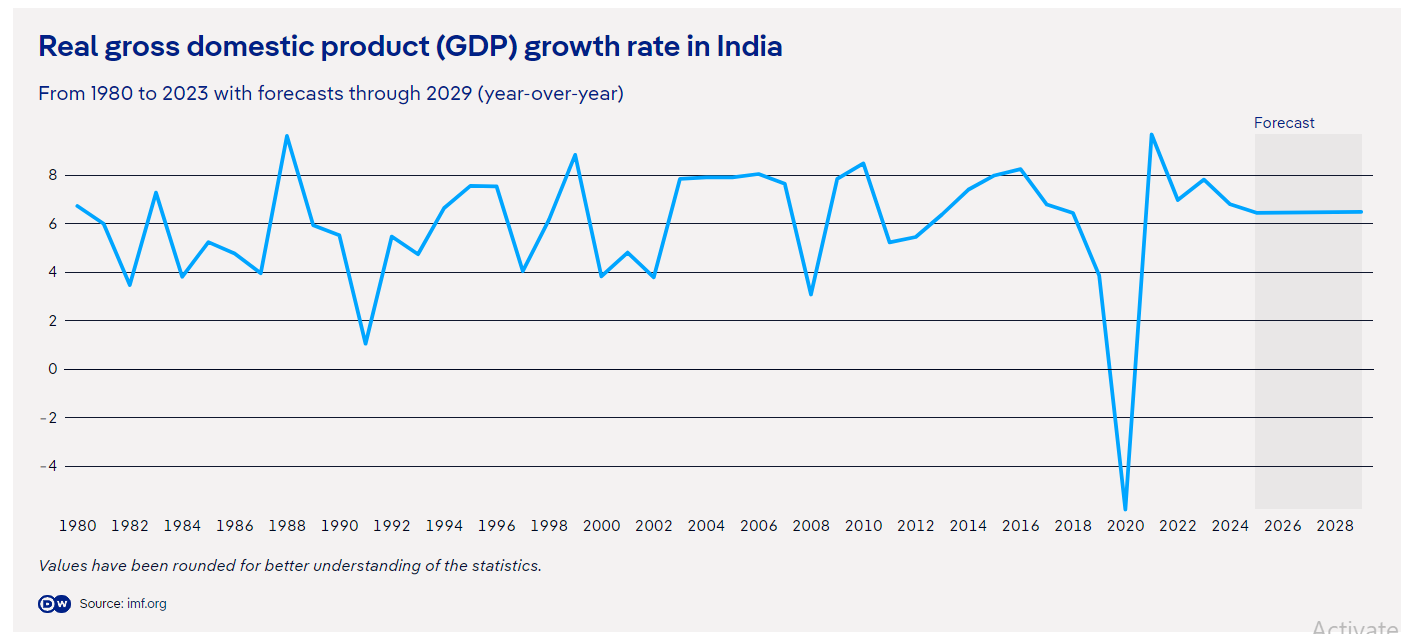 Real gross domestic product (GDP) growth rate in India
From 1980 to 2023 with forecasts through 2029 (year-over-year)
Forecast
8
6
4
2
0
-2
-4
1980 1982 1984 1986 1988 1990 1992 1994 1996 1998 2000 2002 2004 2006 2008 2010 2012 2014 2016 2018 2020 2022 2024 2026 2028
Values have been rounded for better understanding of the statistics.
DW Source: imf.org
Activate